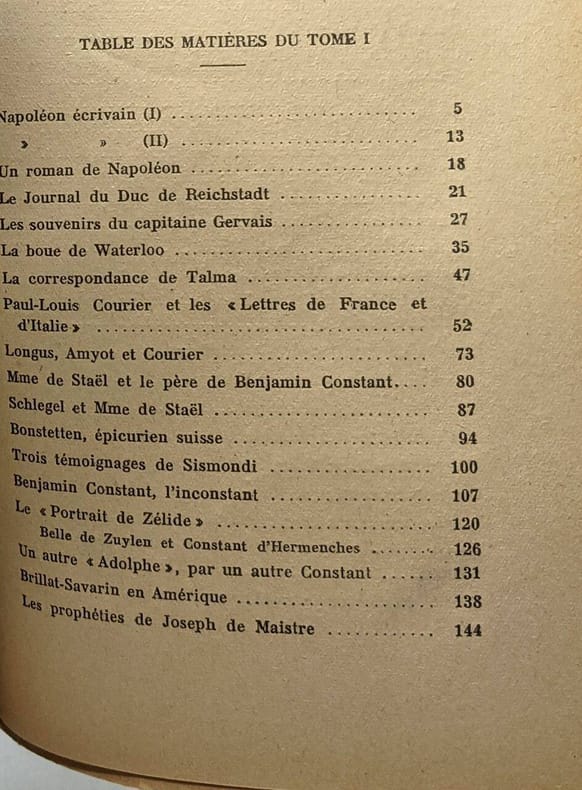 TABLE DES MATIÈRES DU TOME I
Napoléon écrivain (I) .......................... 5
» » (II) .......................... 13
Un roman de Napoléon .......................... 18
Le Journal du Duc de Reichstadt ............... 21
Les souvenirs du capitaine Gervais ............... 27
La boue de Waterloo .......................... 35
La correspondance de Talma .................... 47
Paul-Louis Courier et les « Lettres de France et
d'Italie » .................................... 52
Longus, Amyot et Courier ....................... 73
Mme de Staël et le père de Benjamin Constant.... 80
Schlegel et Mme de Staël ....................... 87
Bonstetten, épicurien suisse .................... 94
Trois témoignages de Sismondi .................. 100
Benjamin Constant, l'inconstant ................. 107
Le « Portrait de Zélide » ....................... 120
Belle de Zuylen et Constant d'Hermenches ........ 126
Un autre « Adolphe », par un autre Constant ...... 131
Brillat-Savarin en Amérique ..................... 138
Les prophéties de Joseph de Maistre ............ 144